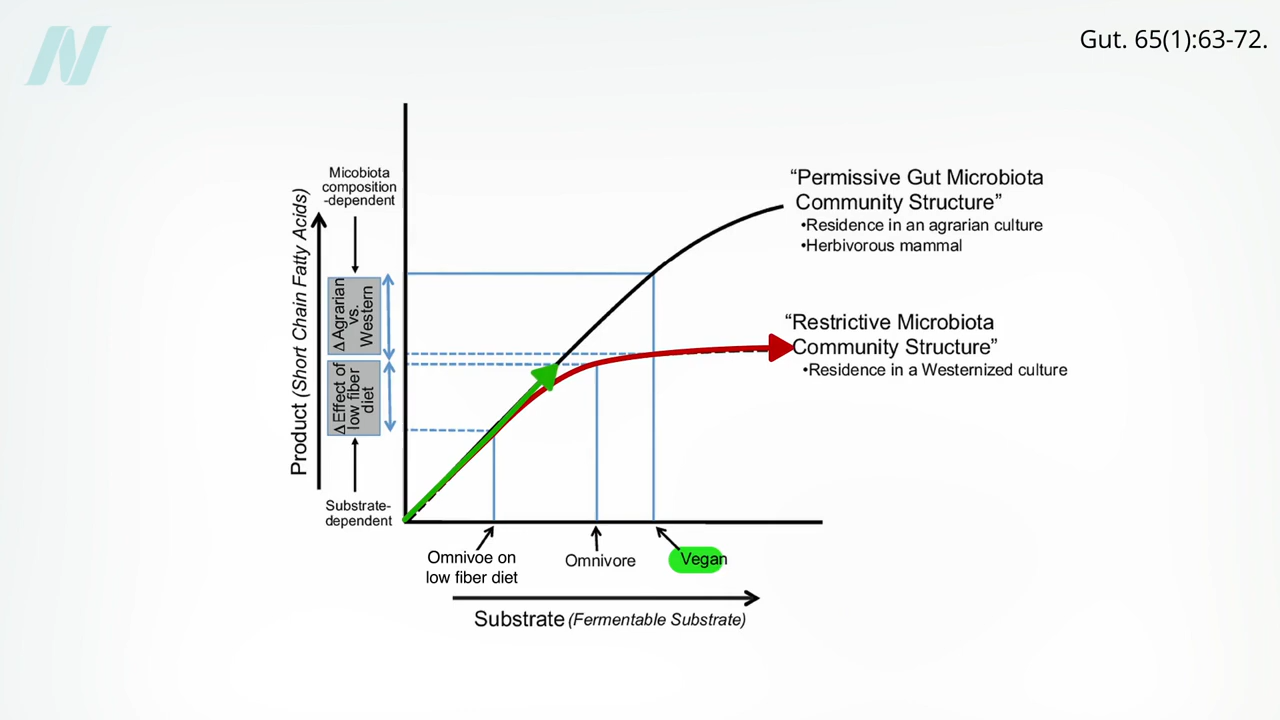 Gut. 65(1):63-72.
Micobiota
composition
-dependent
Product (Short Chain Fatty Acids)
Δ Agrarian
vs.
Western
Δ Effect of
low fiber
diet
Substrate-
dependent
“Permissive Gut Microbiota
Community Structure”
•Residence in an agrarian culture
•Herbivorous mammal
“Restrictive Microbiota
Community Structure”
•Residence in a Westernized culture
Omnivoe on
low fiber diet
Omnivore
Vegan
Substrate (Fermentable Substrate)